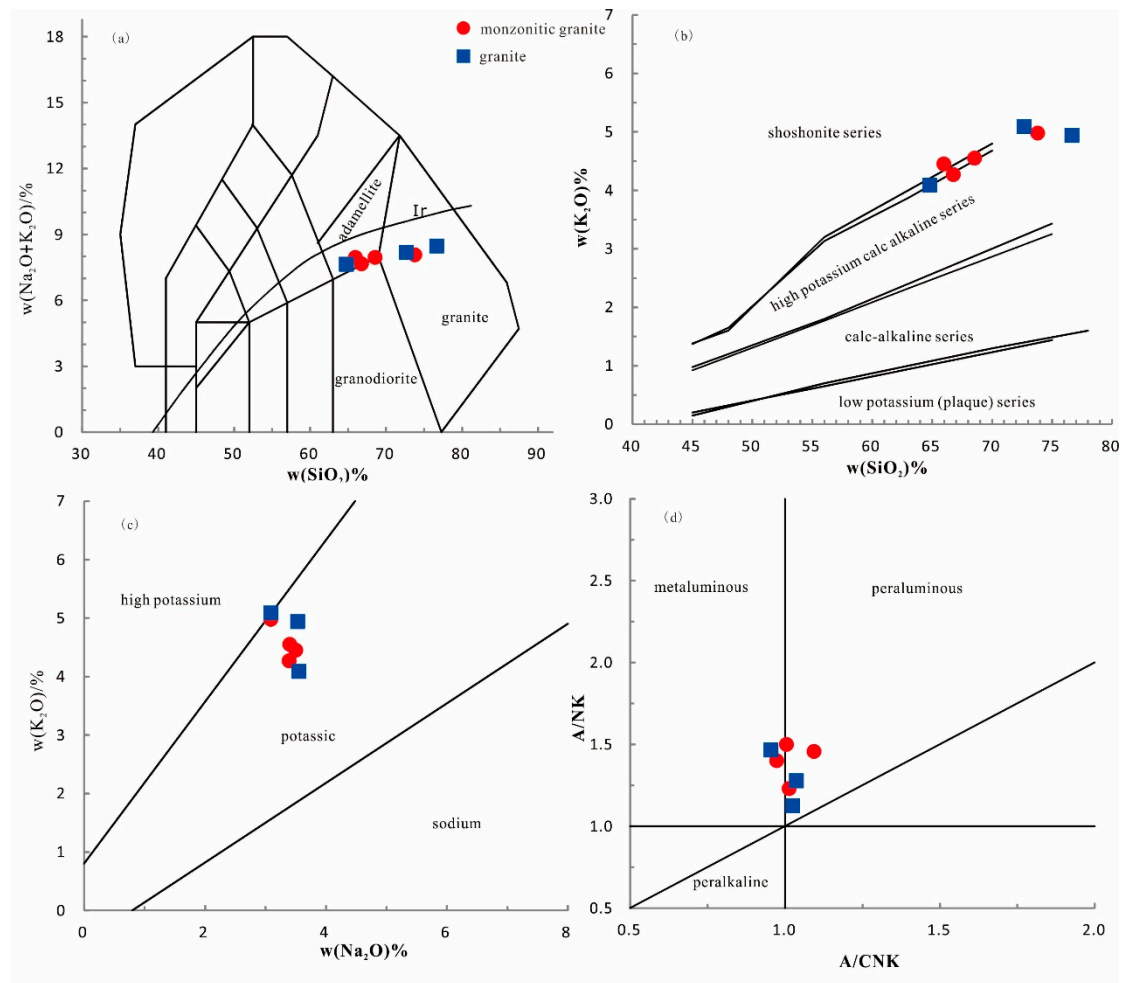 (a)
monzonitic granite
granite
w(Na₂O+K₂O)/%
18
15
12
9
6
3
0
adamellite
Ir
granite
granodiorite
30 40 50 60 70 80 90
w(SiO₂)%
(b)
w(K₂O)%
7
6
5
4
3
2
1
0
shoshonite series
high potassium calc alkaline series
calc-alkaline series
low potassium (plaque) series
40 45 50 55 60 65 70 75 80
w(SiO₂)%
(c)
w(K₂O)/%
7
6
5
4
3
2
1
0
high potassium
potassic
sodium
0 2 4 6 8
w(Na₂O)%
(d)
A/NK
3.0
2.5
2.0
1.5
1.0
0.5
metaluminous
peraluminous
peralkaline
0.5 1.0 1.5 2.0
A/CNK